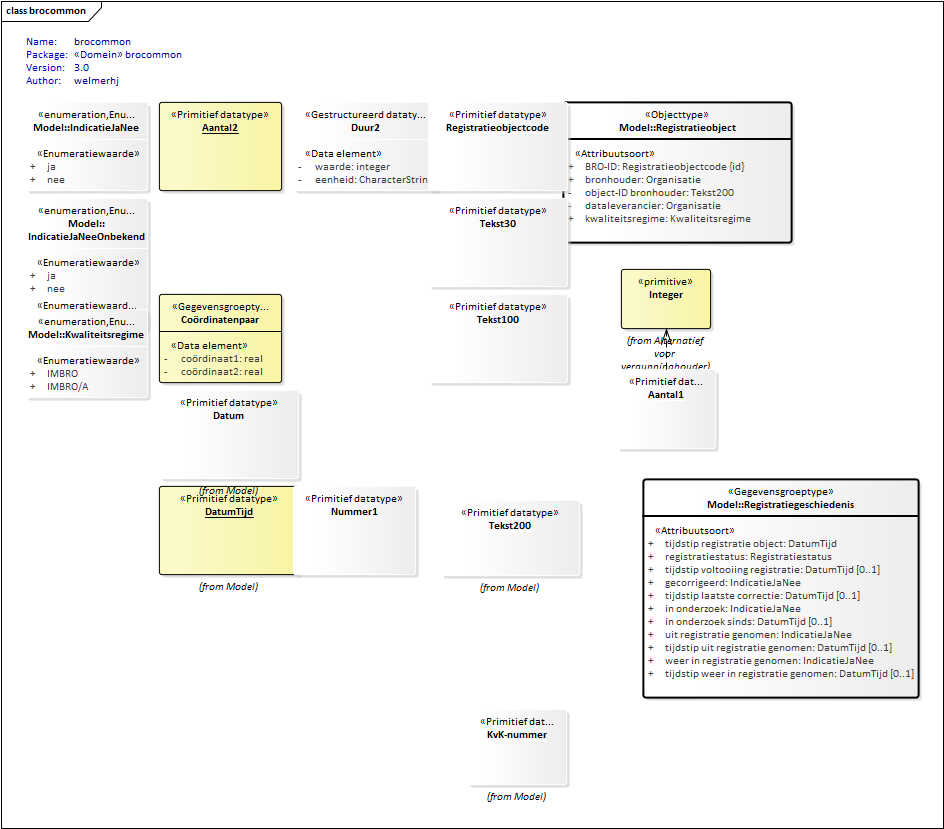 class brocommon
Name: brocommon
Package: «Domein» brocommon
Version: 3.0
Author: welmerhj
«enumeration,Enu...
Model::IndicatieJaNee
«Enumeratiewaarde»
+ ja
+ nee
«Primitief datatype»
Aantal2
«Gestructureerd dataty...
Duur2
«Data element»
- waarde: integer
- eenheid: CharacterStrin
«Primitief datatype»
Registratieobjectcode
«Objecttype»
Model::Registratieobject
«Attribuutsoort»
+ BRO-ID: Registratieobjectcode {id}
+ bronhouder: Organisatie
- object-ID bronhouder: Tekst200
- dataleverancier: Organisatie
+ kwaliteitsregime: Kwaliteitsregime
«enumeration,Enu...
Model::
IndicatieJaNeeOnbekend
«Enumeratiewaarde»
+ ja
+ nee
«Enumeratiewaard...
«Primitief datatype»
Tekst30
«primitive»
Integer
(from Alternatief
voor
vergunninghouder)
«enumeration,Enu...
Model::Kwaliteitsregime
«Enumeratiewaarde»
+ IMBRO
+ IMBRO/A
«Gegevensgroepty...
Coördinatenpaar
«Data element»
- coördinaat1: real
- coördinaat2: real
«Primitief datatype»
Tekst100
«Primitief dat...
Aantal1
«Primitief datatype»
Datum
(from Model)
«Primitief datatype»
DatumTijd
(from Model)
«Primitief datatype»
Nummer1
«Primitief datatype»
Tekst200
(from Model)
«Gegevensgroeptype»
Model::Registratiegeschiedenis
«Attribuutsoort»
+ tijdstip registratie object: DatumTijd
+ registratiestatus: Registratiestatus
+ tijdstip voltooiing registratie: DatumTijd [0..1]
+ gecorrigeerd: IndicatieJaNee
+ tijdstip laatste correctie: DatumTijd [0..1]
+ in onderzoek: IndicatieJaNee
+ in onderzoek sinds: DatumTijd [0..1]
+ uit registratie genomen: IndicatieJaNee
+ tijdstip uit registratie genomen: DatumTijd [0..1]
+ weer in registratie genomen: IndicatieJaNee
+ tijdstip weer in registratie genomen: DatumTijd [0..1]
«Primitief dat...
KvK-nummer
(from Model)